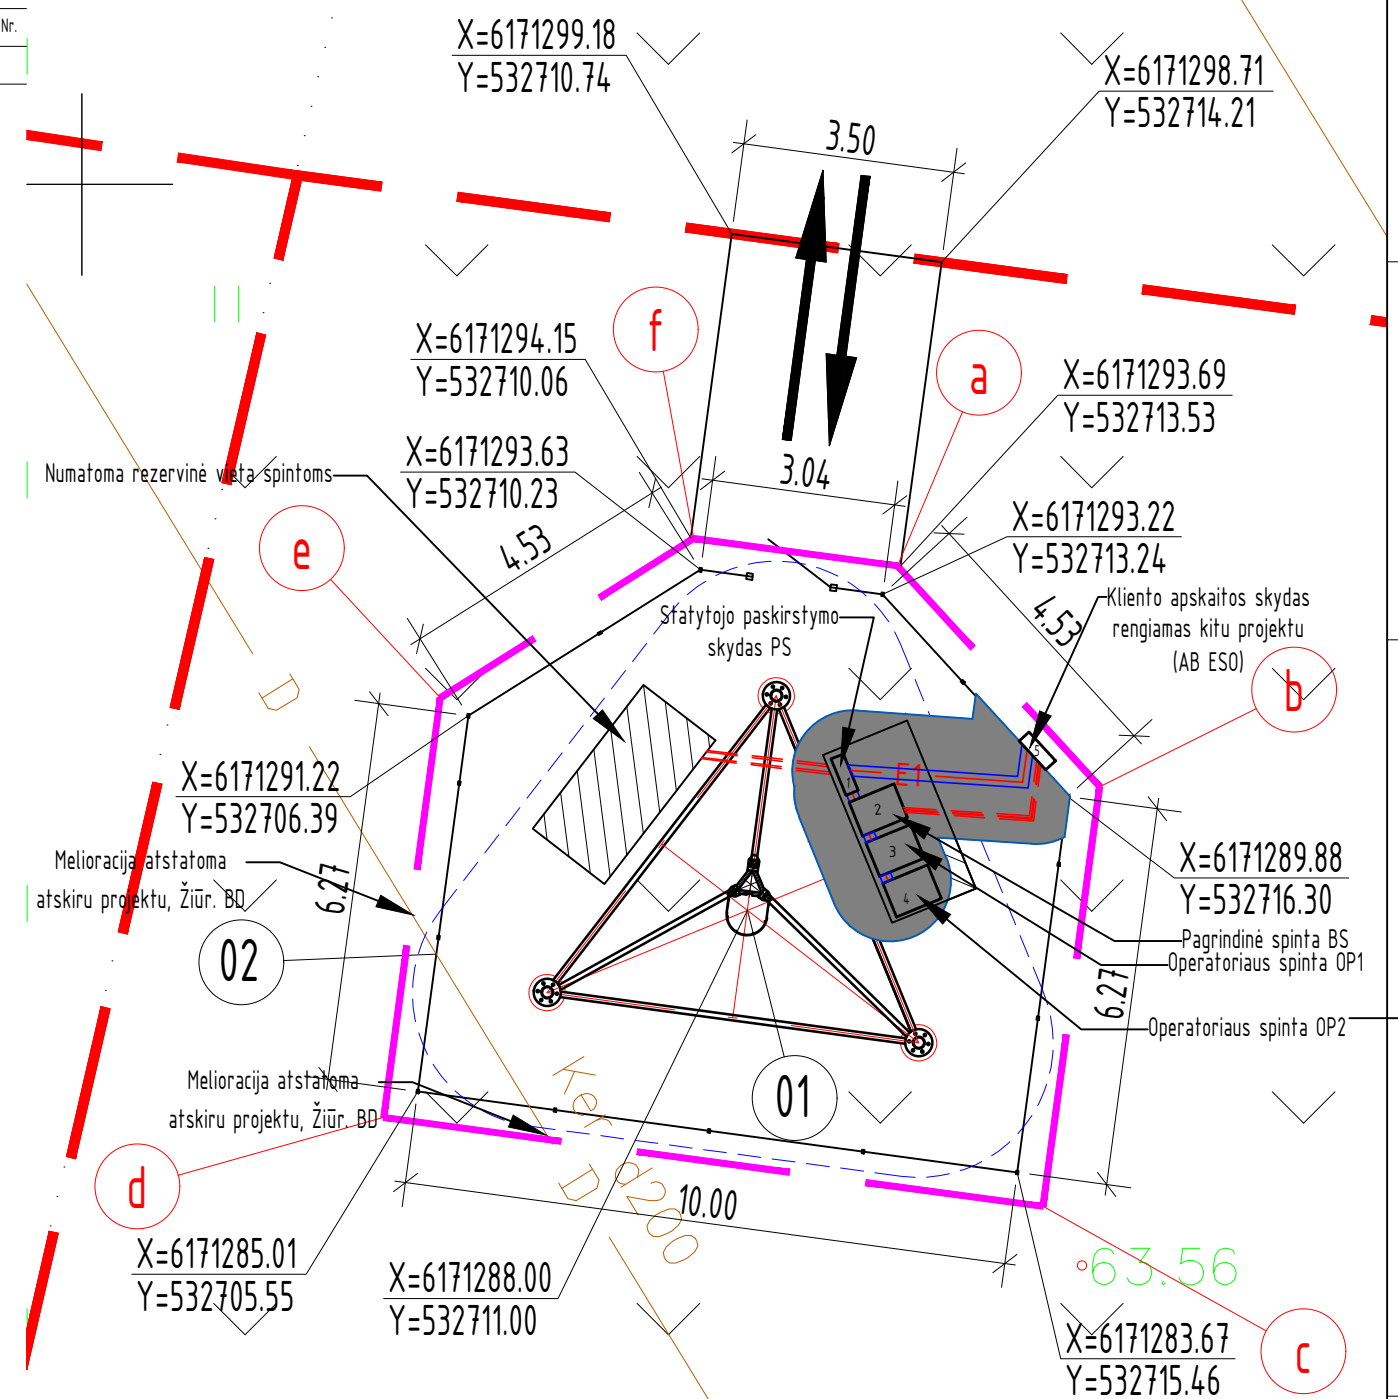 Nr.
X=6171299.18
Y=532710.74
X=6171298.71
Y=532714.21
3.50
f
a
X=6171294.15
Y=532710.06
X=6171293.69
Y=532713.53
X=6171293.63
Y=532710.23
3.04
Numatoma rezervinė vieta spintoms
X=6171293.22
Y=532713.24
e
4.53
4.53
Statytojo paskirstymo
skydas PS
Kliento apskaitos skydas
rengiamas kitu projektu
(AB ESO)
b
D
X=6171291.22
Y=532706.39
E1
1
2
3
4
5
Melioracija atstatoma
atskiru projektu, Žiūr. BD
6.27
X=6171289.88
Y=532716.30
02
Pagrindinė spinta BS
Operatoriaus spinta OP1
6.27
Operatoriaus spinta OP2
Melioracija atstatoma
atskiru projektu, Žiūr. BD
01
Ker d200
D
d
10.00
X=6171285.01
Y=532705.55
X=6171288.00
Y=532711.00
63.56
X=6171283.67
Y=532715.46
c